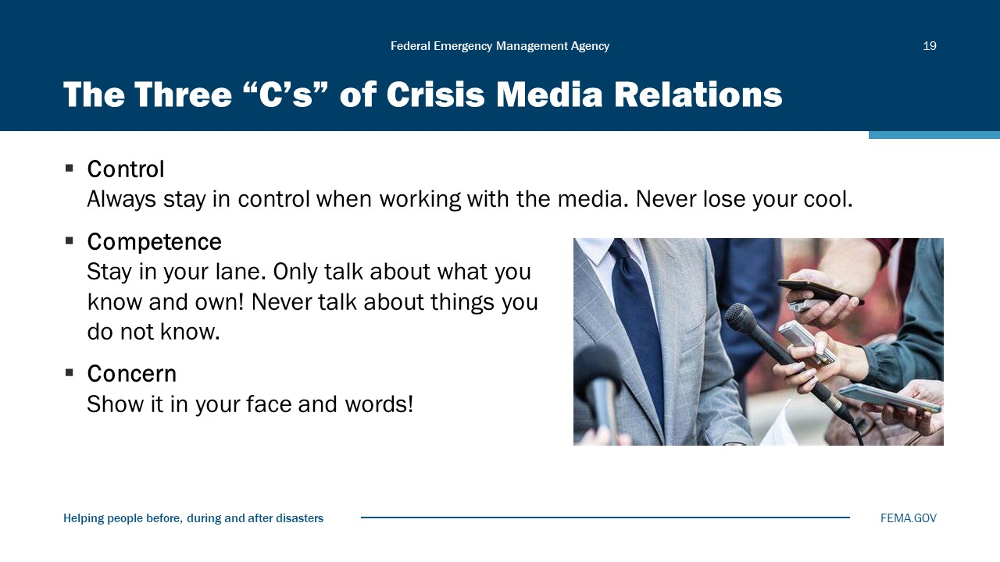 Federal Emergency Management Agency
19
The Three “C’s” of Crisis Media Relations
▪ Control
Always stay in control when working with the media. Never lose your cool.
▪ Competence
Stay in your lane. Only talk about what you
know and own! Never talk about things you
do not know.
▪ Concern
Show it in your face and words!
Helping people before, during and after disasters
FEMA.GOV